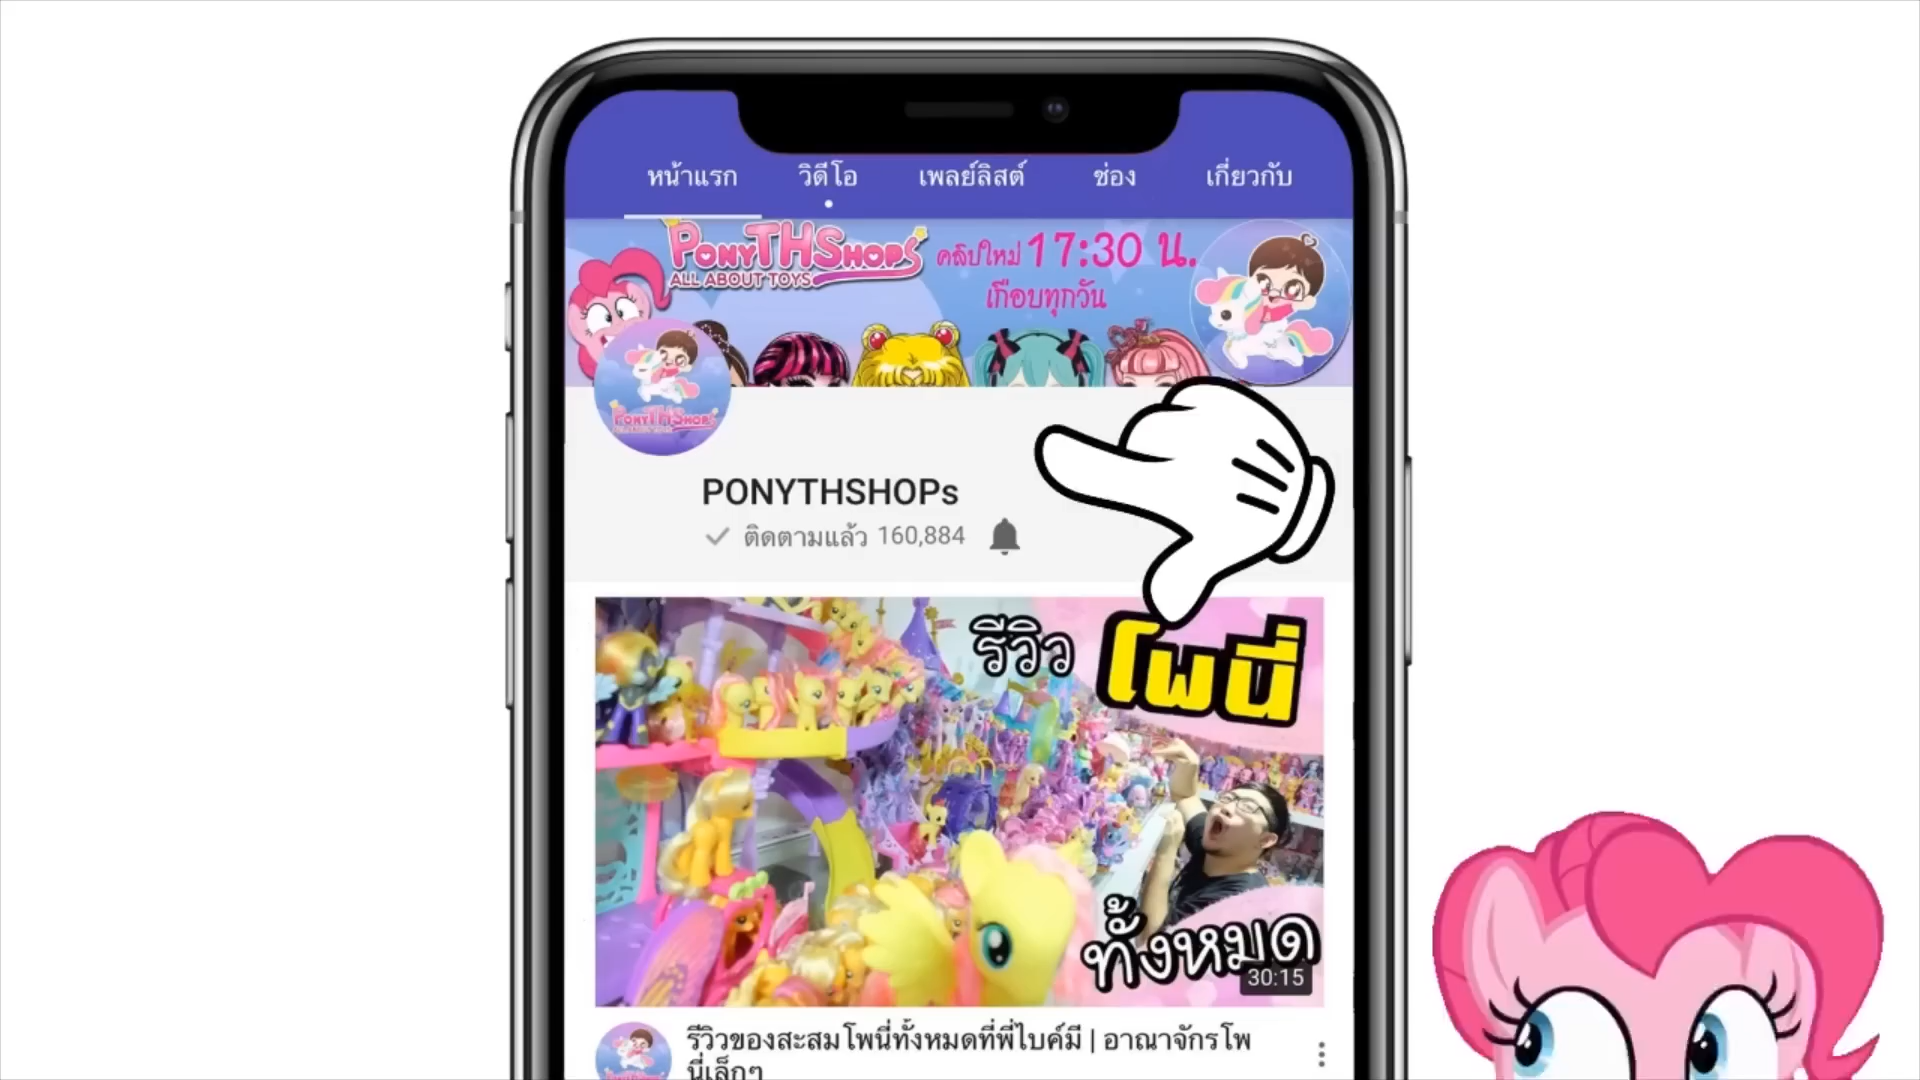 หน้าแรก วิดีโอ เพลย์ลิสต์ ช่อง เกี่ยวกับ
PONYTHSHOPS
ALL ABOUT TOYS
คลิปใหม่ 17:30 น.
เกือบทุกวัน
PONYTHSHOPS
PONYTHSHOPs
ติดตามแล้ว 160,884
รีวิว โพนี่
ทั้งหมด
30:15
รีวิวของสะสมโพนี่ทั้งหมดที่พี่ไบค์มี | อาณาจักรโพ
นี่เล็กๆ